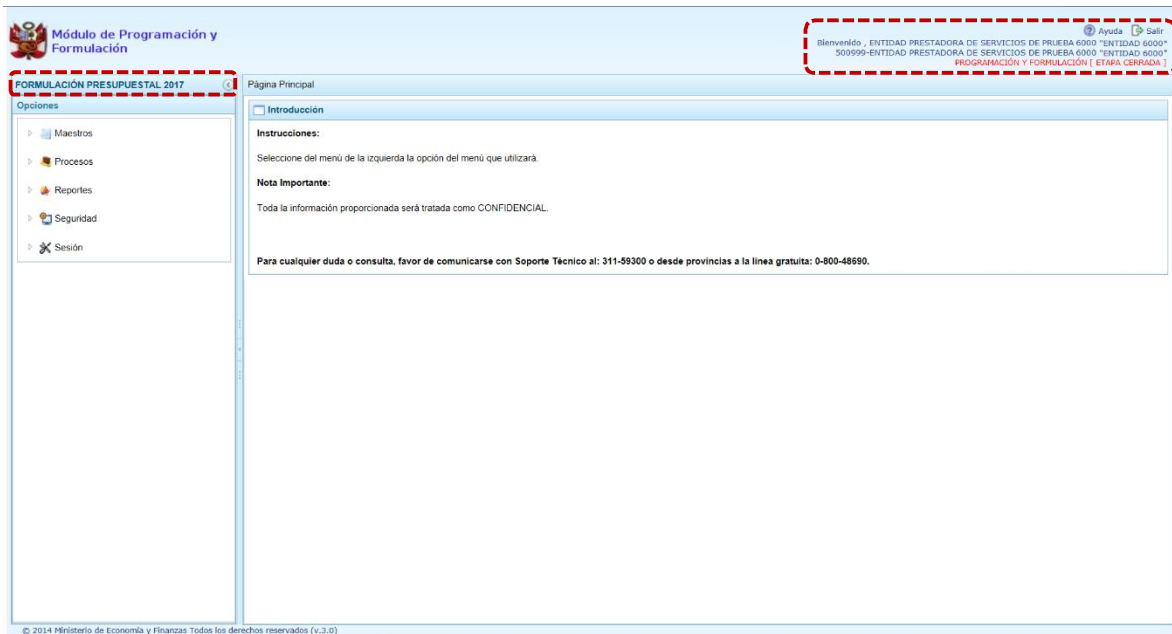 Módulo de Programación y
Formulación
Ayuda Salir
Bienvenido , ENTIDAD PRESTADORA DE SERVICIOS DE PRUEBA 6000 "ENTIDAD 6000"
500999-ENTIDAD PRESTADORA DE SERVICIOS DE PRUEBA 6000 "ENTIDAD 6000"
PROGRAMACIÓN Y FORMULACIÓN [ ETAPA CERRADA ]
FORMULACIÓN PRESUPUESTAL 2017
Página Principal
Opciones
Maestros
Procesos
Reportes
Seguridad
Sesión
Introducción
Instrucciones:
Seleccione del menú de la izquierda la opción del menú que utilizará.
Nota Importante:
Toda la información proporcionada será tratada como CONFIDENCIAL.
Para cualquier duda o consulta, favor de comunicarse con Soporte Técnico al: 311-59300 o desde provincias a la línea gratuita: 0-800-48690.
© 2014 Ministerio de Economía y Finanzas Todos los derechos reservados (v.3.0)